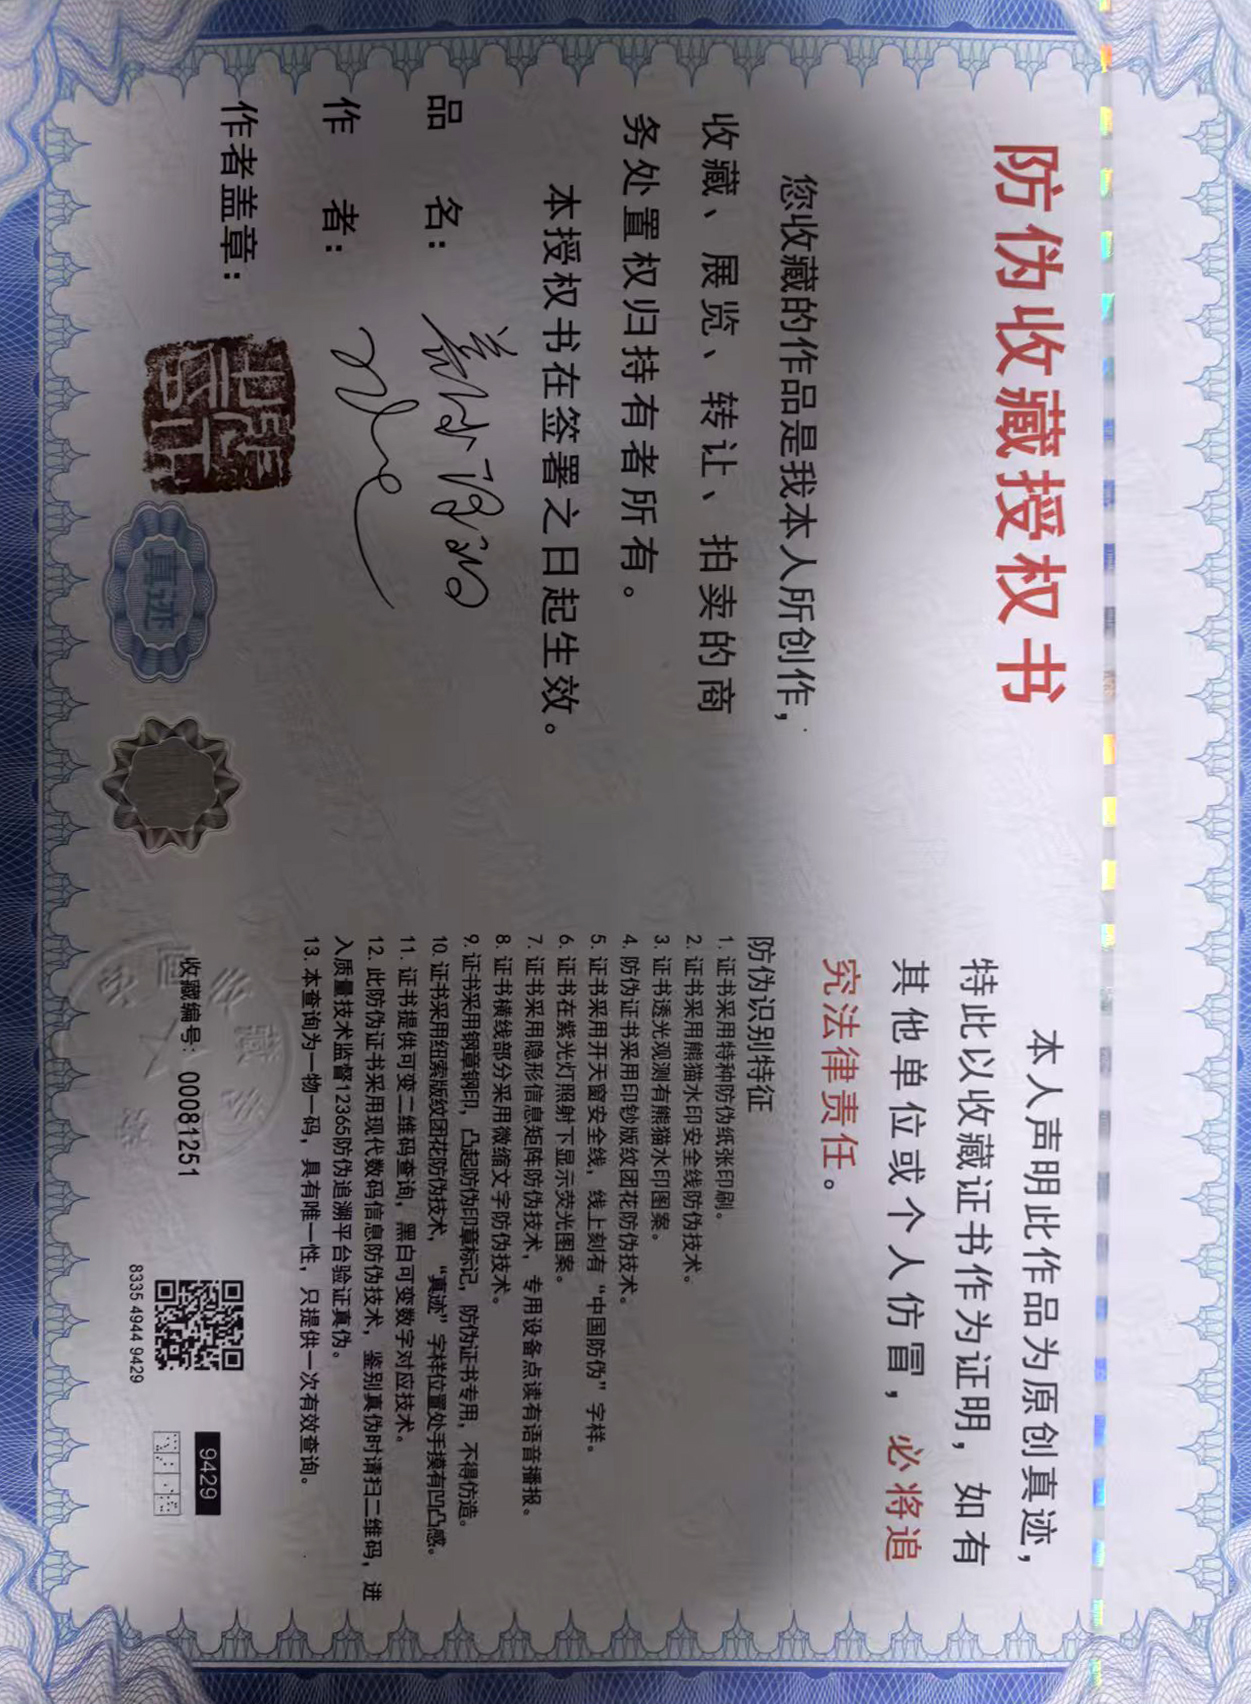 防伪收藏授权书
您收藏的作品是我本人所创作，
收藏、展览、转让、拍卖的商
务处置权归持有者所有。
本授权书在签署之日起生效。
品 名：
作 者：
作者盖章：
真迹
本人声明此作品为原创真迹，
特此以收藏证书作为证明，如有
其他单位或个人仿冒，必将追
究法律责任。
防伪识别特征
1. 证书采用特种防伪纸张印刷。
2. 证书采用熊猫水印安全线防伪技术。
3. 证书透光观测有熊猫水印图案。
4. 防伪证书采用印钞版纹团花防伪技术。
5. 证书采用开天窗安全线，线上刻有“中国防伪”字样。
6. 证书在紫光灯照射下显示荧光图案。
7. 证书采用隐形信息矩阵防伪技术，专用设备点读有语音播报。
8. 证书横线部分采用微缩文字防伪技术。
9. 证书采用钢章钢印，凸起防伪印章标记，防伪证书专用，不得仿造。
10. 证书采用纽索版纹团花防伪技术，“真迹”字样位置处手摸有凹凸感。
11. 证书提供可变二维码查询，黑白可变数字对应技术。
12. 此防伪证书采用现代数码信息防伪技术，鉴别真伪时请扫二维码，进
入质量技术监督12365防伪追溯平台验证真伪。
13. 本查询为一物一码，具有唯一性，只提供一次有效查询。
收藏编号：00081251
8335 4944 9429
9429